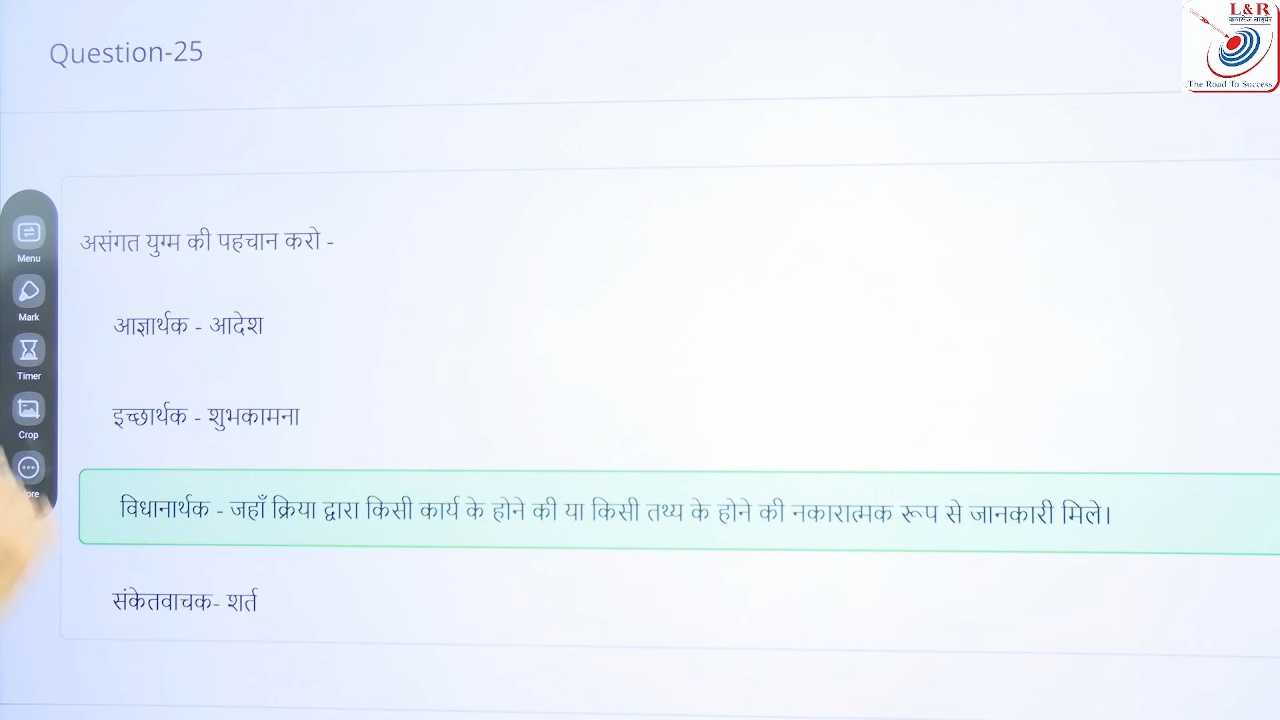 Question-25
L&R
The Road To Success
Menu
असंगत युग्म की पहचान करो -
Mark
आज्ञार्थक - आदेश
Timer
इच्छार्थक - शुभकामना
Crop
विधानार्थक - जहाँ क्रिया द्वारा किसी कार्य के होने की या किसी तथ्य के होने की नकारात्मक रूप से जानकारी मिले।
संकेतवाचक- शर्त